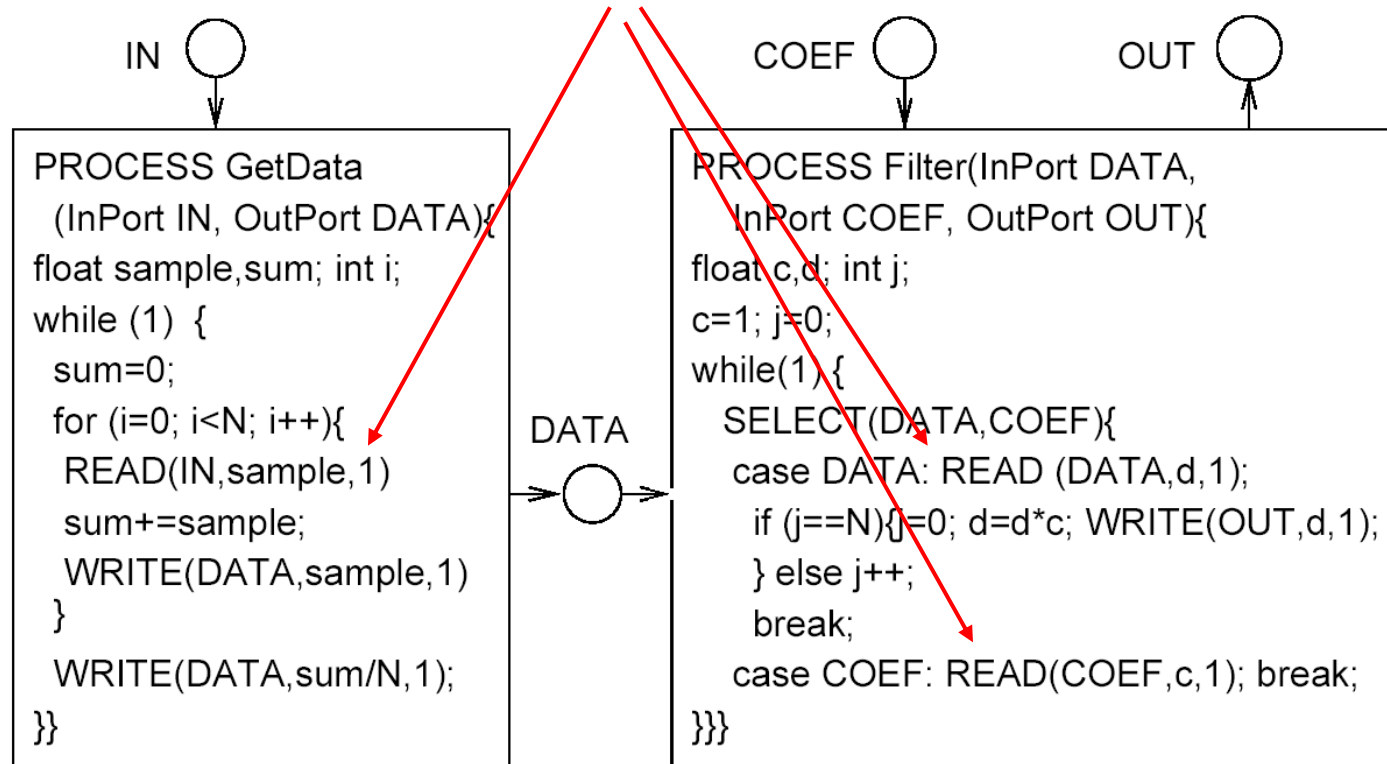 IN
COEF
OUT
PROCESS GetData
(InPort IN, OutPort DATA){
float sample,sum; int i;
while (1) {
sum=0;
for (i=0; i<N; i++){
READ(IN,sample,1)
sum+=sample;
WRITE(DATA,sample,1)
}
WRITE(DATA,sum/N,1);
}}
DATA
PROCESS Filter(InPort DATA,
InPort COEF, OutPort OUT){
float c,d; int j;
c=1; j=0;
while(1) {
SELECT(DATA,COEF){
case DATA: READ (DATA,d,1);
if (j==N){j=0; d=d*c; WRITE(OUT,d,1);
} else j++;
break;
case COEF: READ(COEF,c,1); break;
}}}